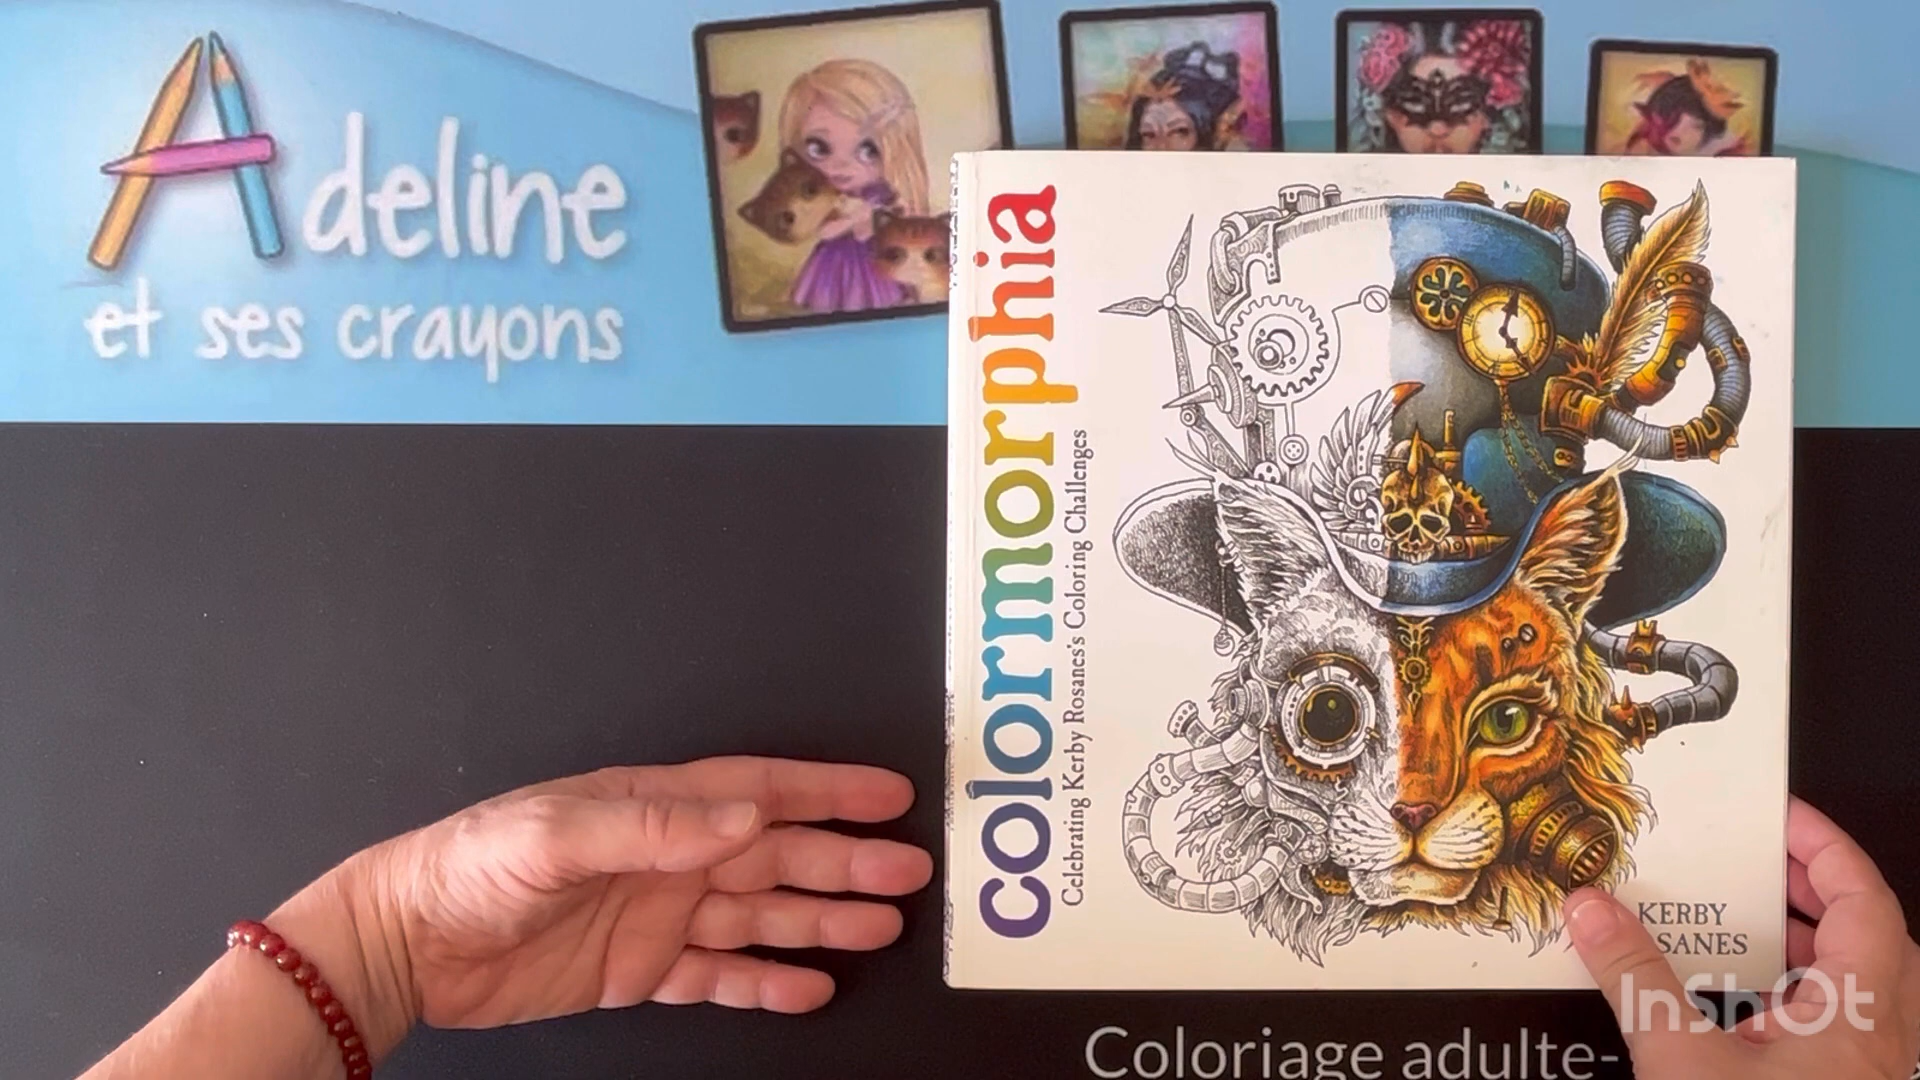 Adeline
et ses crayons
colormorphia
Celebrating Kerby Rosanes's Coloring Challenges
KERBY
SANES
InShOt
Coloriage adulte-